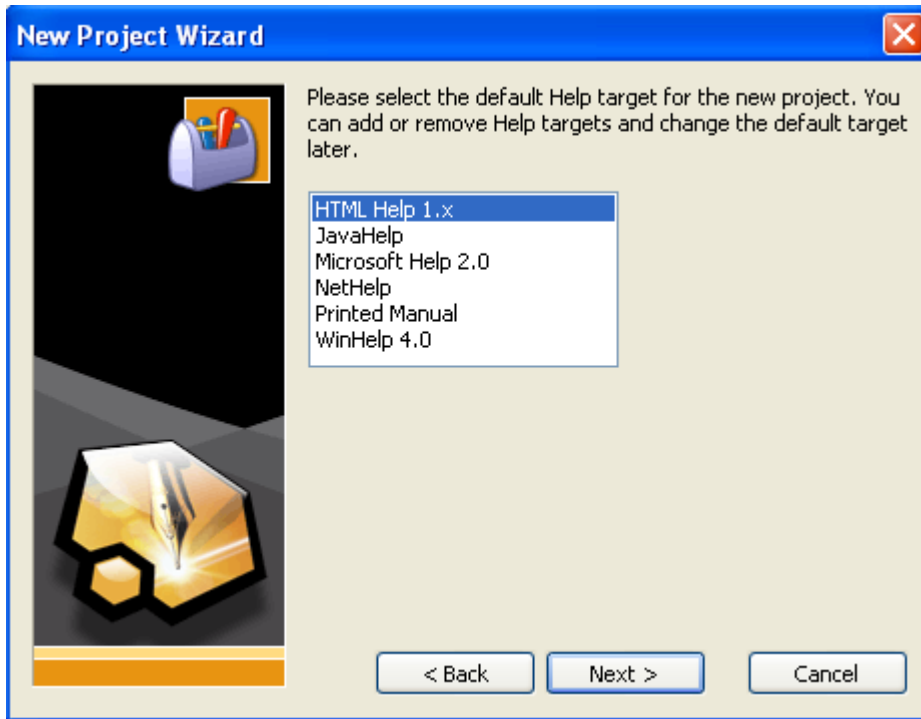 New Project Wizard
Please select the default Help target for the new project. You
can add or remove Help targets and change the default target
later.
HTML Help 1.x
JavaHelp
Microsoft Help 2.0
NetHelp
Printed Manual
WinHelp 4.0
< Back
Next >
Cancel